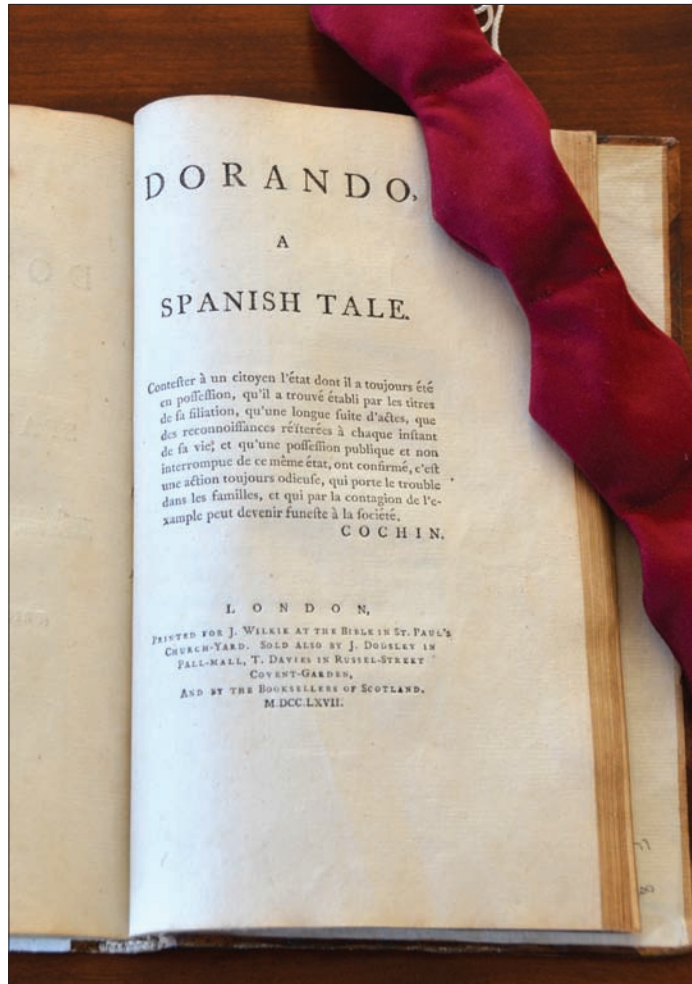 DORANDO,
A
SPANISH TALE.
Conteſter à un citoyen l'état dont il a toujours été
en poſſeſſion, qu'il a trouvé établi par les titres
de ſa filiation, qu'une longue ſuite d'actes, que
des reconnoiſſances réïterées à chaque inſtant
de ſa vie, et qu'une poſſeſſion publique et non
interrompue de ce même état, ont confirmé, c'eſt
une action toujours odieuſe, qui porte le trouble
dans les familles, et qui par la contagion de l'e-
xample peut devenir funeſte à la ſociété.
COCHIN.
LONDON,
PRINTED FOR J. WILKIE AT THE BIBLE IN ST. PAUL'S
CHURCH-YARD. SOLD ALSO BY J. DODSLEY IN
PALL-MALL, T. DAVIES IN RUSSEL-STREET
COVENT-GARDEN,
AND BY THE BOOKSELLERS OF SCOTLAND.
M.DCC.LXVII.